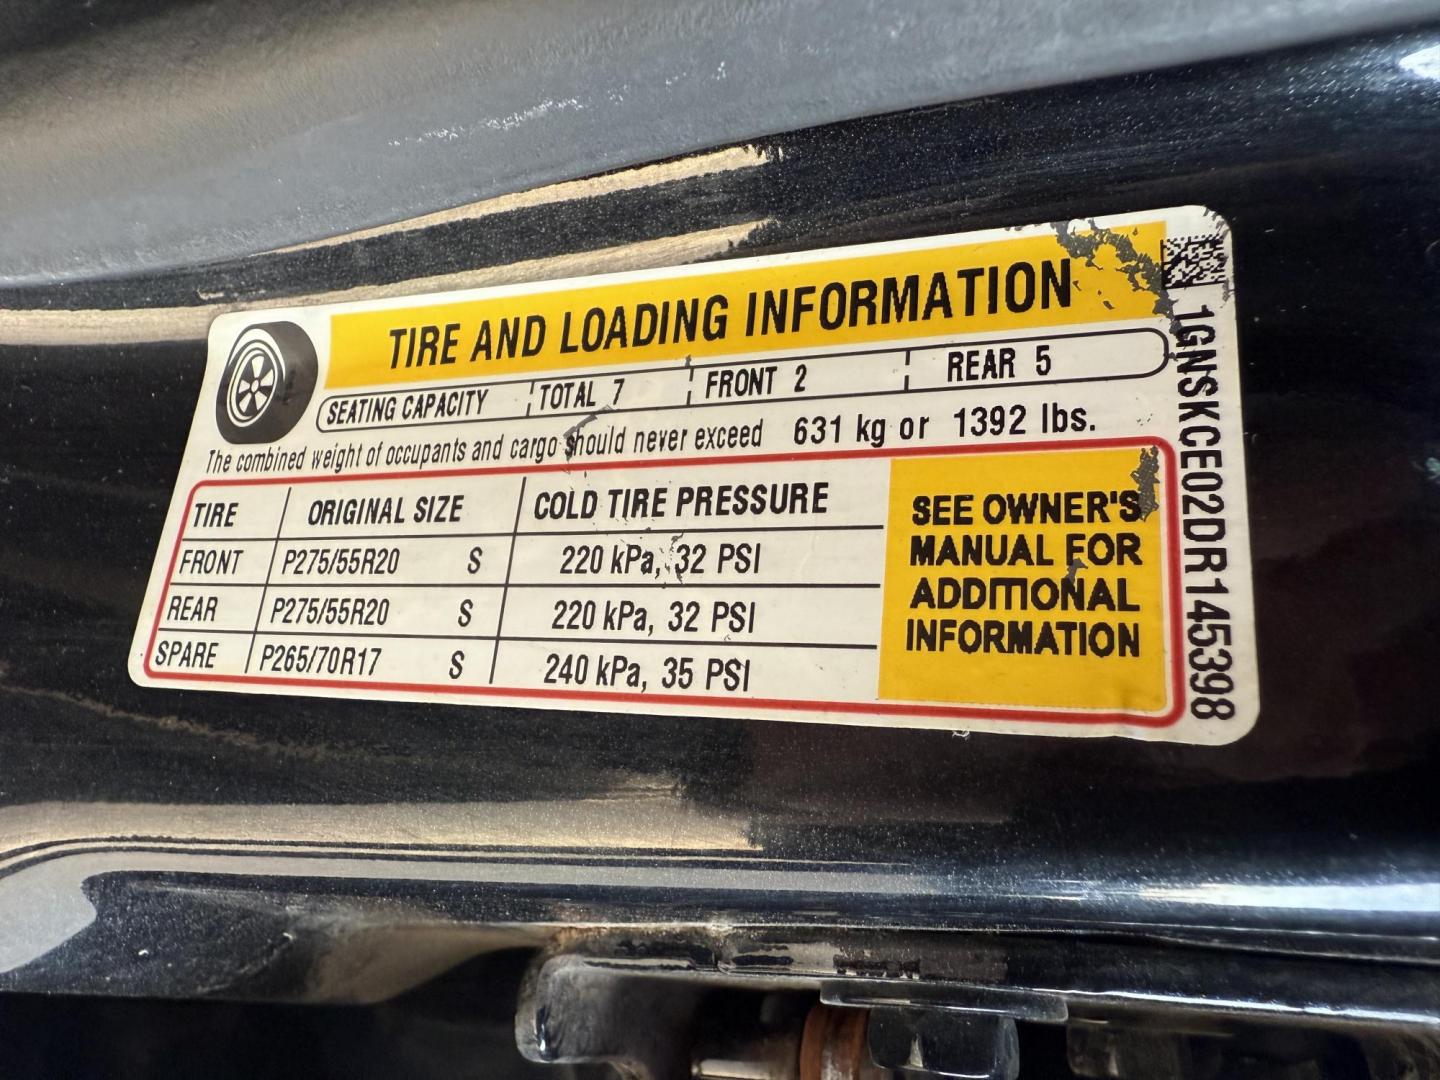 TIRE AND LOADING INFORMATION
SEATING CAPACITY TOTAL 7 FRONT 2 REAR 5
The combined weight of occupants and cargo should never exceed 631 kg or 1392 lbs.
TIRE ORIGINAL SIZE COLD TIRE PRESSURE
FRONT P275/55R20 S 220 kPa, 32 PSI
REAR P275/55R20 S 220 kPa, 32 PSI
SPARE P265/70R17 S 240 kPa, 35 PSI
SEE OWNER'S
MANUAL FOR
ADDITIONAL
INFORMATION
1GNSKCE02DR145398